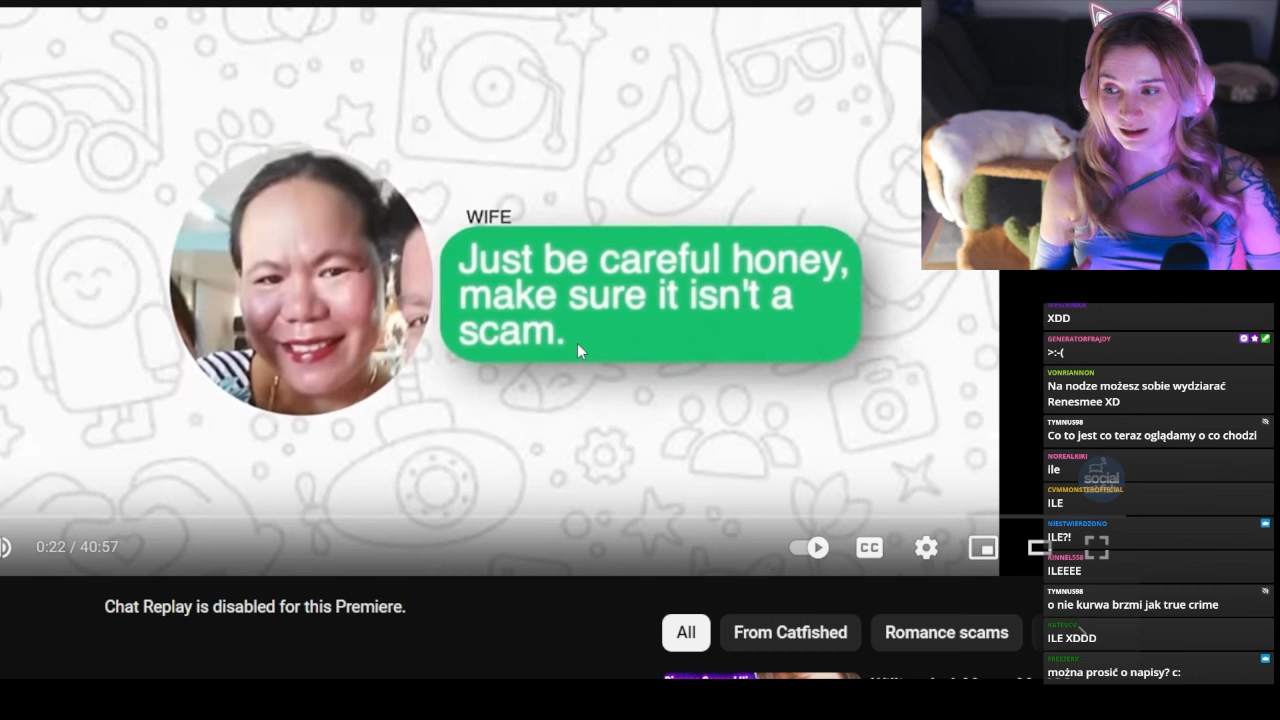 WIFE
Just be careful honey,
make sure it isn't a
scam.
0:22 / 40:57
CC
Chat Replay is disabled for this Premiere.
All
From Catfished
Romance scams
XDD
GENERATORFRAJDY
>:-(
VONRIANNON
Na nodze możesz sobie wydziarać
Renesmee XD
TYMNUS98
Co to jest co teraz oglądamy o co chodzi
NOREALKIKI
ile
social
CVMMONSTEROFFICIAL
ILE
NIESTWIERDZONO
ILE?!
ILEEEE
TYMNUS98
o nie kurwa brzmi jak true crime
KATEVCV
ILE XDDD
FREEZERX
można prosić o napisy? c: